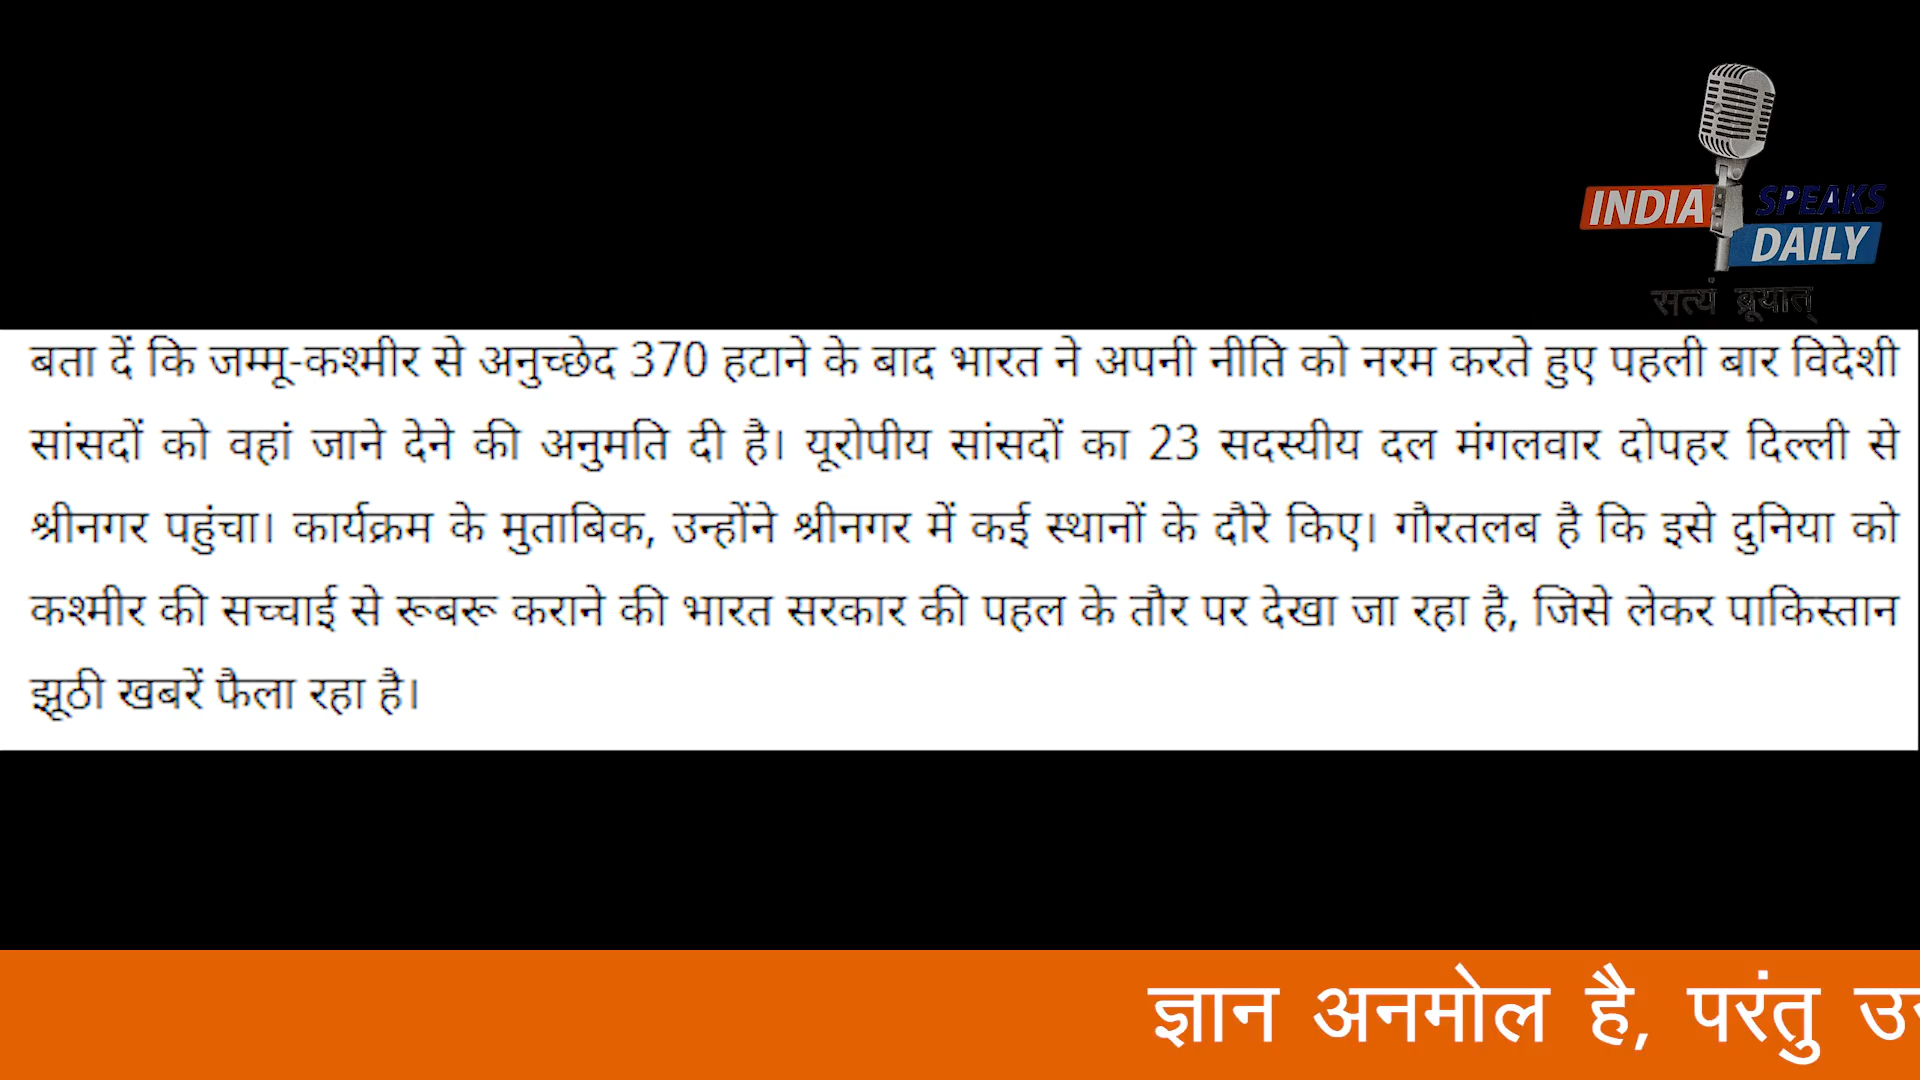 INDIA SPEAKS
DAILY
सत्यं ब्रूयात्
बता दें कि जम्मू-कश्मीर से अनुच्छेद 370 हटाने के बाद भारत ने अपनी नीति को नरम करते हुए पहली बार विदेशी
सांसदों को वहां जाने देने की अनुमति दी है। यूरोपीय सांसदों का 23 सदस्यीय दल मंगलवार दोपहर दिल्ली से
श्रीनगर पहुंचा। कार्यक्रम के मुताबिक, उन्होंने श्रीनगर में कई स्थानों के दौरे किए। गौरतलब है कि इसे दुनिया को
कश्मीर की सच्चाई से रूबरू कराने की भारत सरकार की पहल के तौर पर देखा जा रहा है, जिसे लेकर पाकिस्तान
झूठी खबरें फैला रहा है।
ज्ञान अनमोल है, परंतु